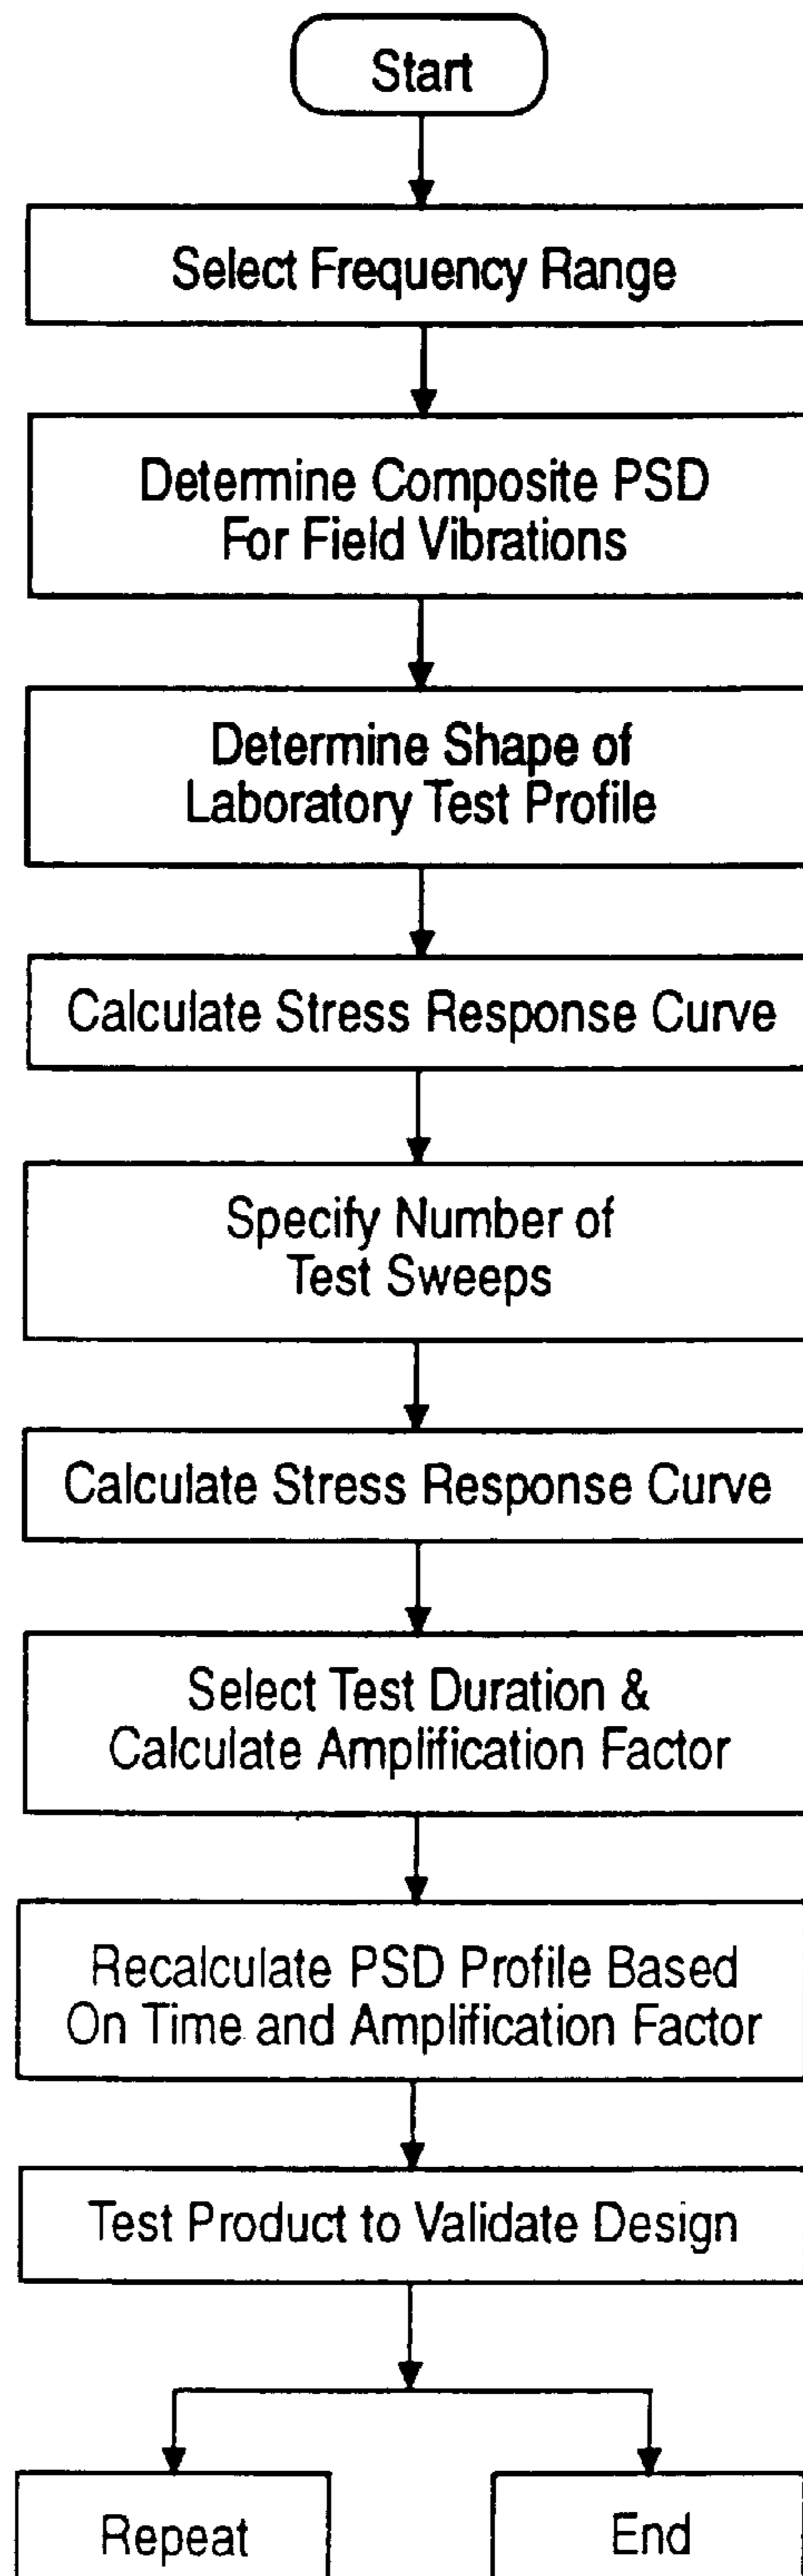 Start
Select Frequency Range
Determine Composite PSD
For Field Vibrations
Determine Shape of
Laboratory Test Profile
Calculate Stress Response Curve
Specify Number of
Test Sweeps
Calculate Stress Response Curve
Select Test Duration &
Calculate Amplification Factor
Recalculate PSD Profile Based
On Time and Amplification Factor
Test Product to Validate Design
Repeat
End